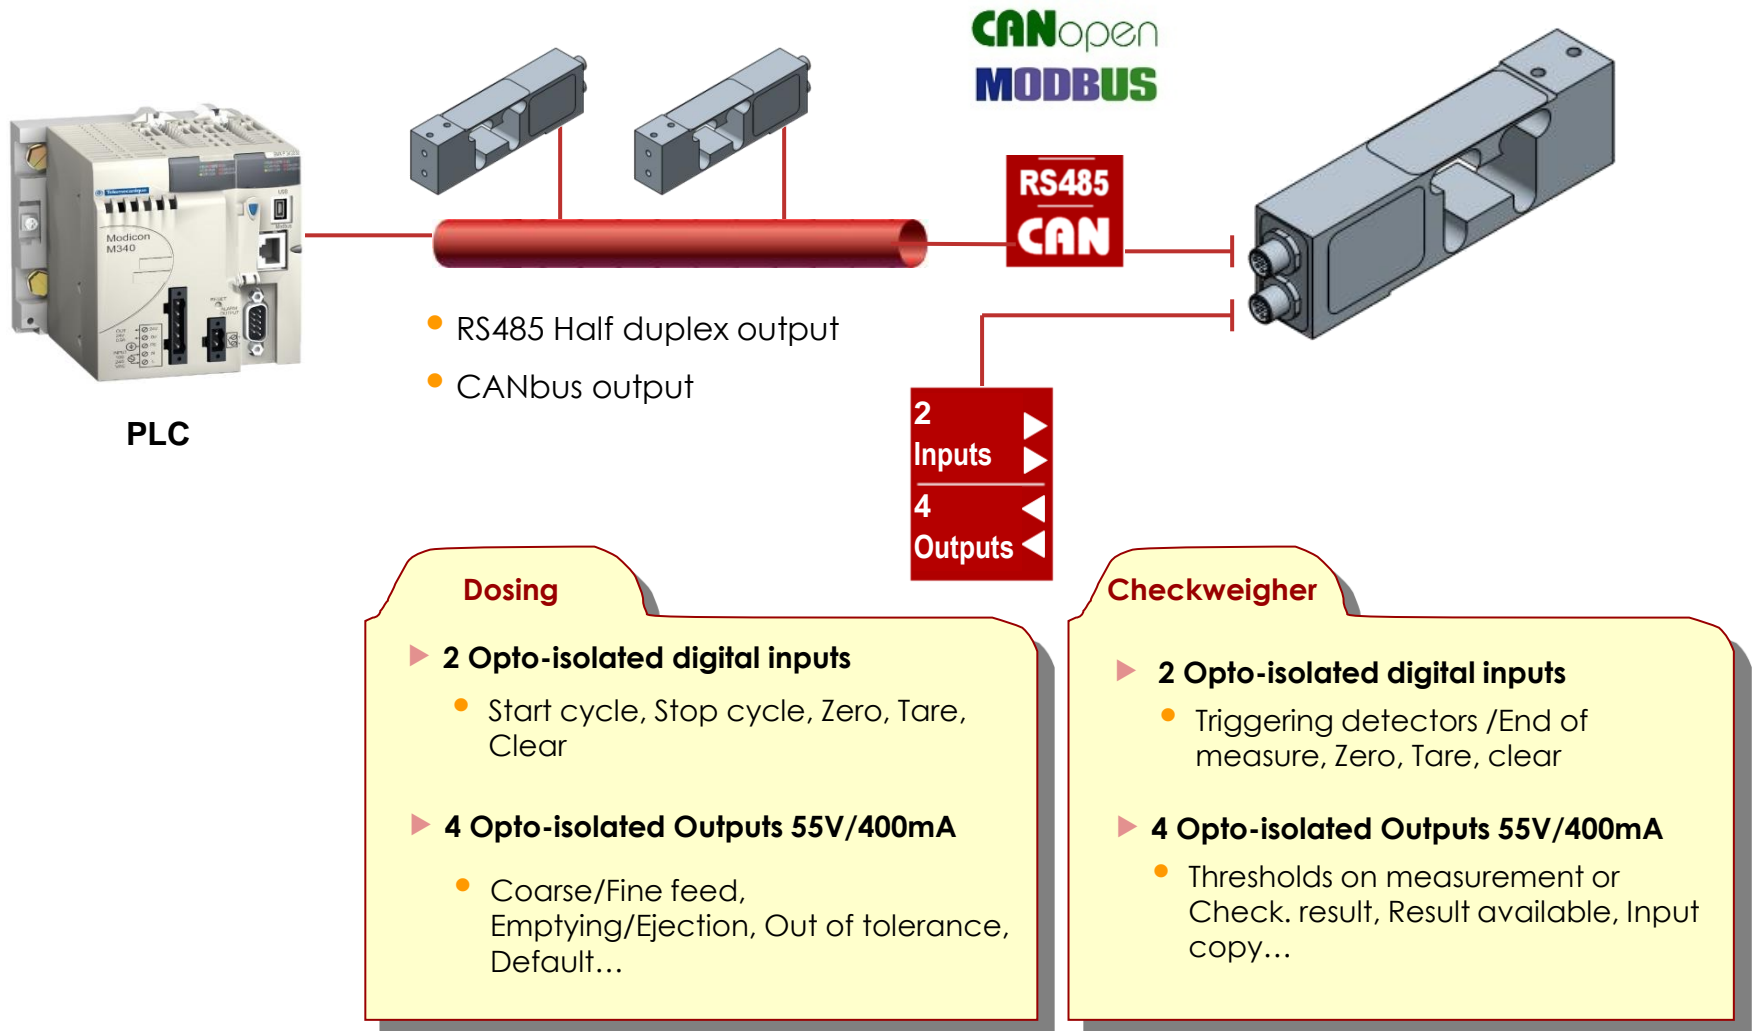 CANopen
MODBUS
RS485
CAN
Telemecanique
Modicon
M340
USB
PLC
• RS485 Half duplex output
• CANbus output
2
Inputs
4
Outputs
Dosing
2 Opto-isolated digital inputs
• Start cycle, Stop cycle, Zero, Tare,
Clear
4 Opto-isolated Outputs 55V/400mA
• Coarse/Fine feed,
Emptying/Ejection, Out of tolerance,
Default…
Checkweigher
2 Opto-isolated digital inputs
• Triggering detectors /End of
measure, Zero, Tare, clear
4 Opto-isolated Outputs 55V/400mA
• Thresholds on measurement or
Check. result, Result available, Input
copy…